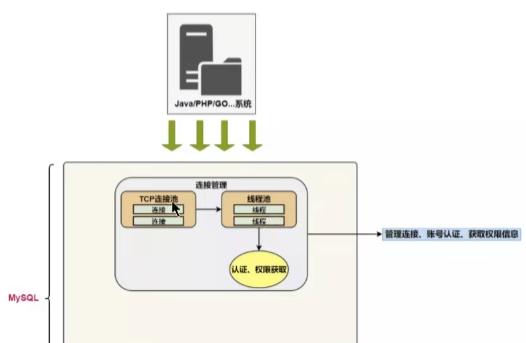 Java/PHP/GO...系统
连接管理
TCP连接池
连接
连接
线程池
线程
线程
认证、权限获取
管理连接、账号认证、获取权限信息
MySQL